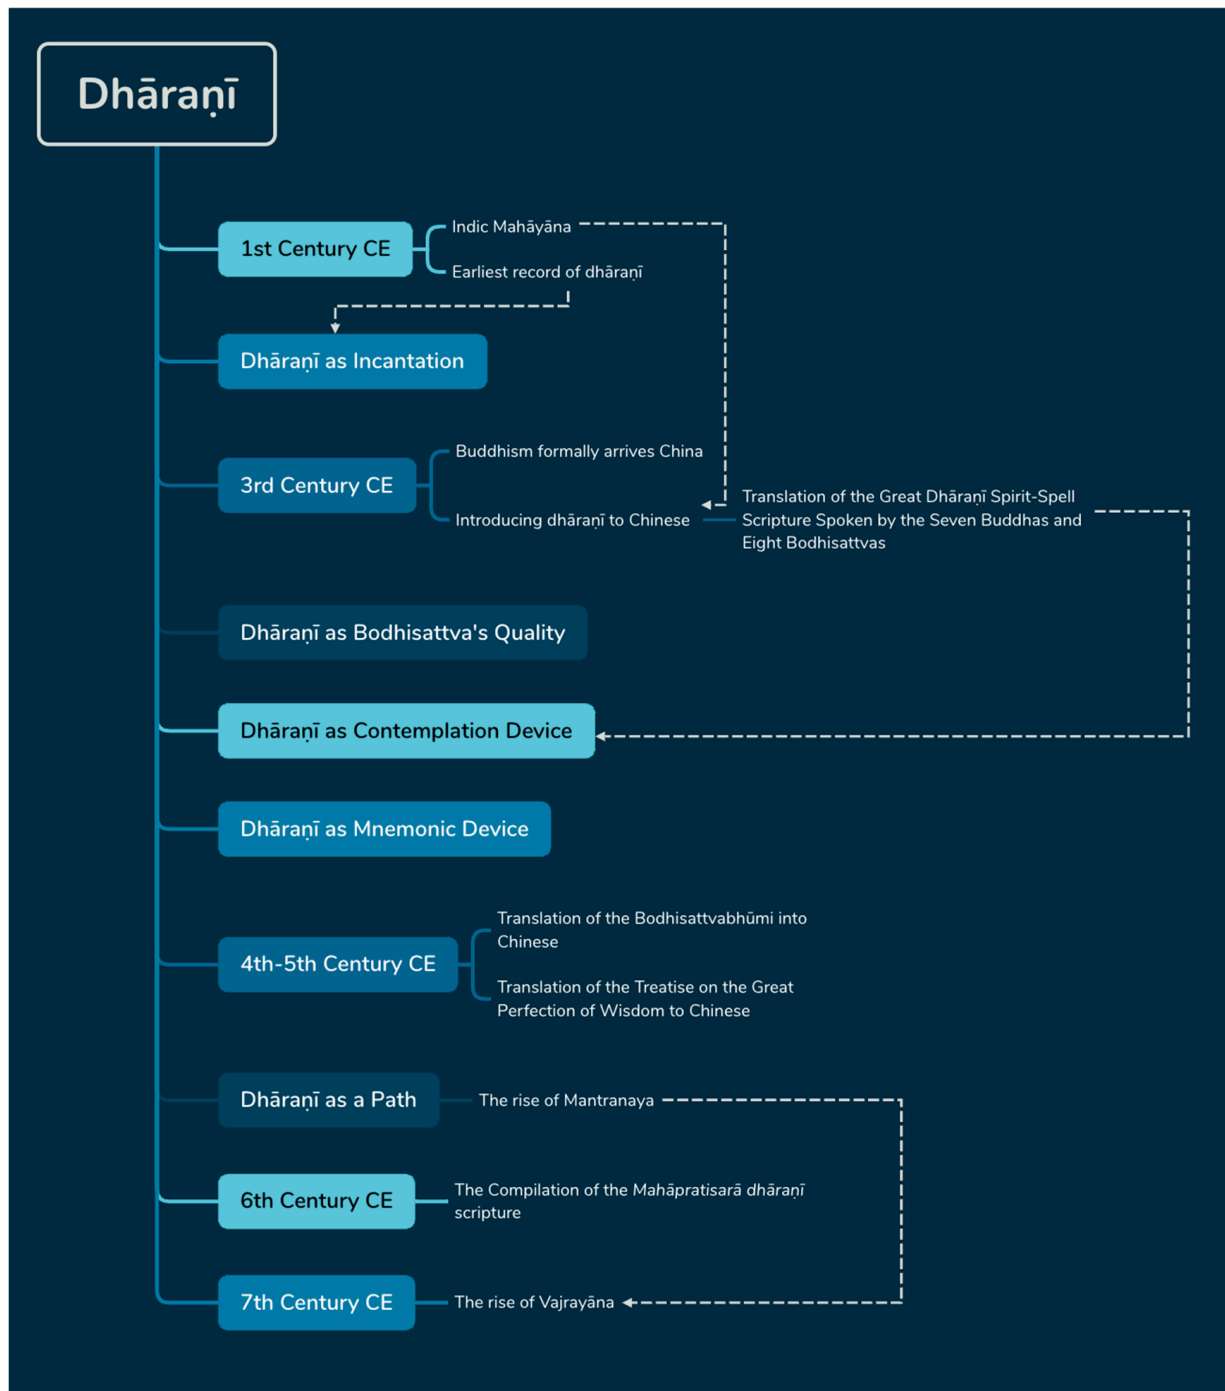 Dhāraṇī
1st Century CE
Indic Mahāyāna
Earliest record of dhāraṇī
Dhāraṇī as Incantation
3rd Century CE
Buddhism formally arrives China
Introducing dhāraṇī to Chinese
Translation of the Great Dhāraṇī Spirit-Spell
Scripture Spoken by the Seven Buddhas and
Eight Bodhisattvas
Dhāraṇī as Bodhisattva's Quality
Dhāraṇī as Contemplation Device
Dhāraṇī as Mnemonic Device
4th-5th Century CE
Translation of the Bodhisattvabhūmi into
Chinese
Translation of the Treatise on the Great
Perfection of Wisdom to Chinese
Dhāraṇī as a Path
The rise of Mantranaya
6th Century CE
The Compilation of the Mahāpratisarā dhāraṇī
scripture
7th Century CE
The rise of Vajrayāna